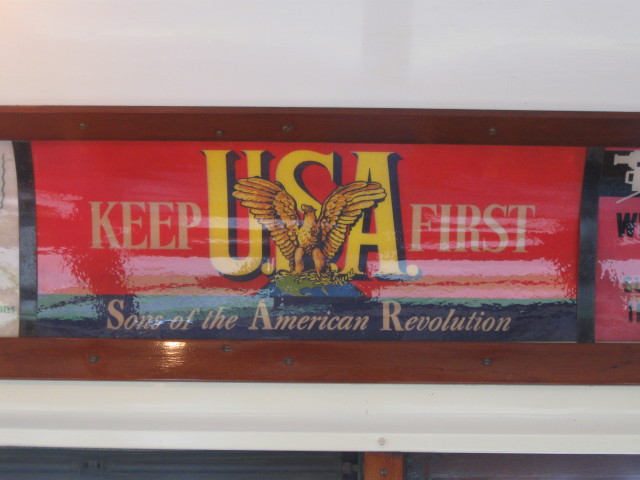 KEEP U.S.A. FIRST
Sons of the American Revolution